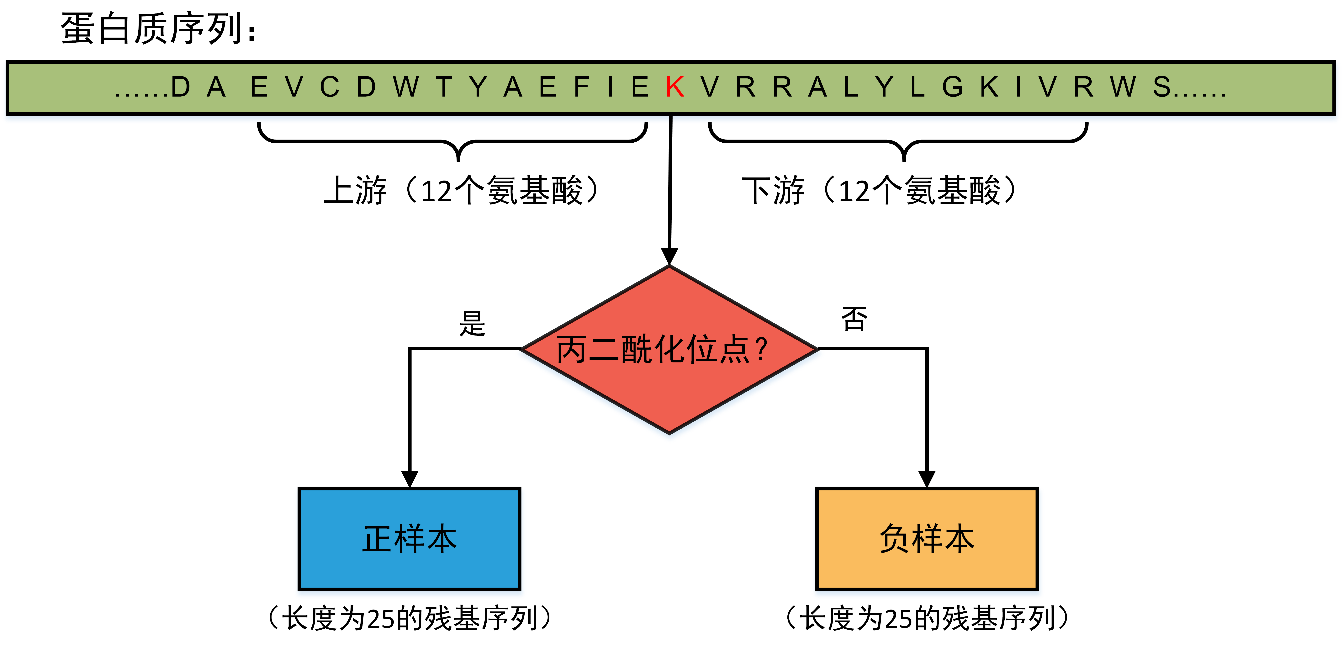 蛋白质序列：
......D A E V C D W T Y A E F I E K V R R A L Y L G K I V R W S......
上游（12个氨基酸） 下游（12个氨基酸）
是 否
丙二酰化位点？
正样本 负样本
（长度为25的残基序列） （长度为25的残基序列）